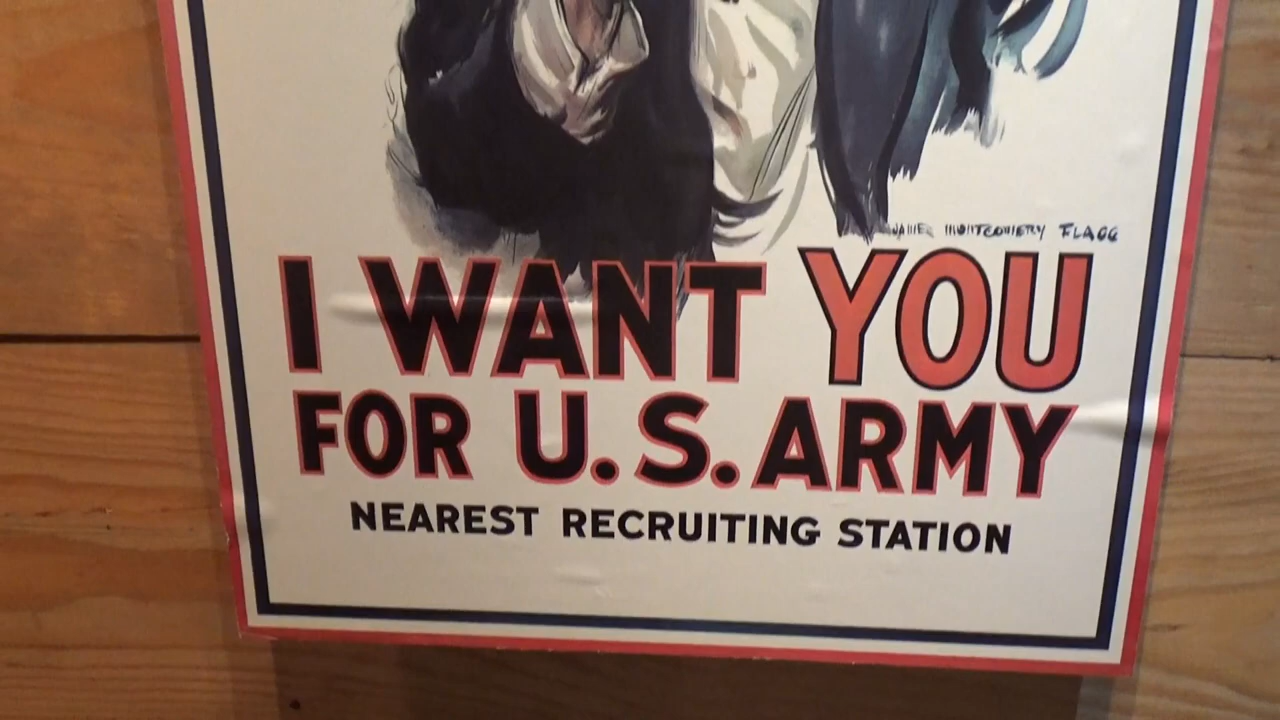 JAMES MONTGOMERY FLAGG
I WANT YOU
FOR U.S. ARMY
NEAREST RECRUITING STATION